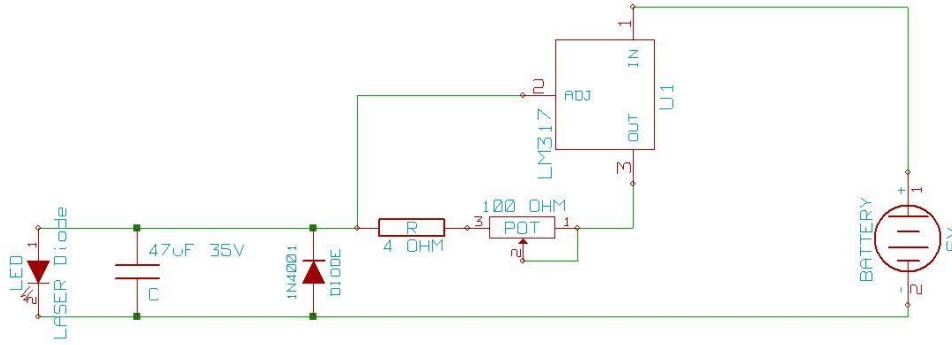 1
IN
2
ADJ
U1
LM317
OUT
3
100 OHM
3
POT
1
2
R
4 OHM
+
1
BATTERY
-
2
1
LED
2
LASER Diode
47uF 35V
C
1N4001
DIODE